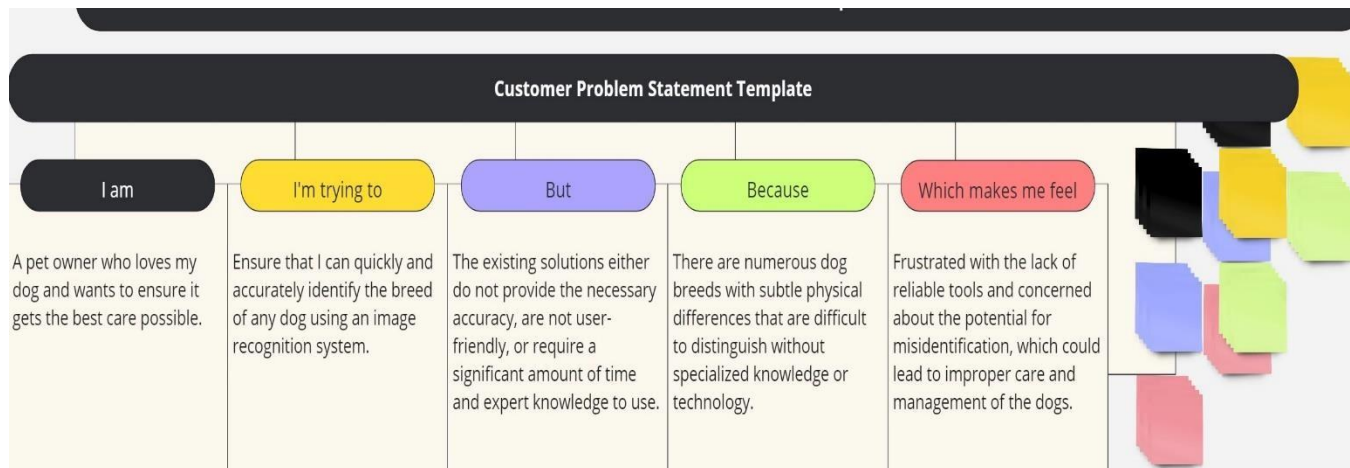 Customer Problem Statement Template
I am
I'm trying to
But
Because
Which makes me feel
A pet owner who loves my
dog and wants to ensure it
gets the best care possible.
Ensure that I can quickly and
accurately identify the breed
of any dog using an image
recognition system.
The existing solutions either
do not provide the necessary
accuracy, are not user-
friendly, or require a
significant amount of time
and expert knowledge to use.
There are numerous dog
breeds with subtle physical
differences that are difficult
to distinguish without
specialized knowledge or
technology.
Frustrated with the lack of
reliable tools and concerned
about the potential for
misidentification, which could
lead to improper care and
management of the dogs.